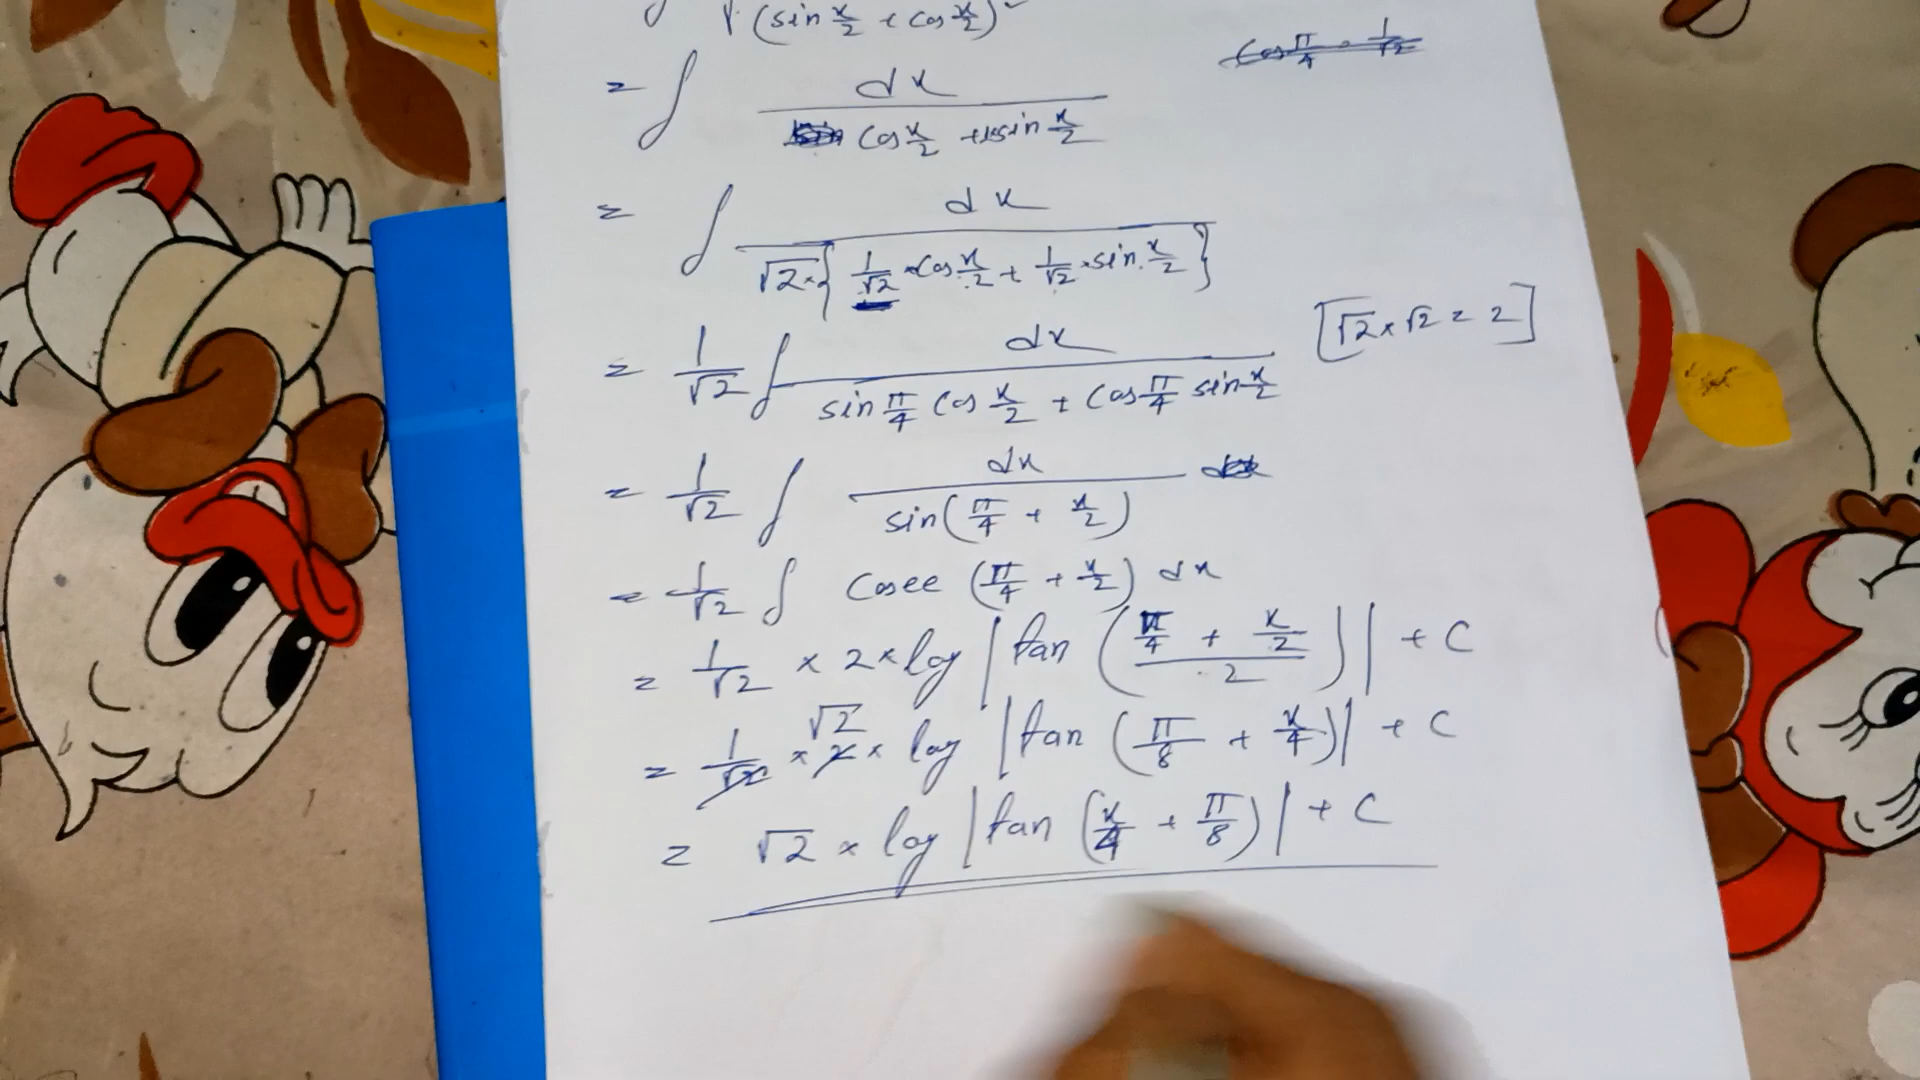 ∫ √(sin x/2 + cos x/2)²
= ∫ dx / (cos x/2 + sin x/2)
= ∫ dx / √2 × { 1/√2 × cos x/2 + 1/√2 × sin x/2 }
= 1/√2 ∫ dx / (sin π/4 cos x/2 + cos π/4 sin x/2) [√2 × √2 = 2]
= 1/√2 ∫ dx / sin(π/4 + x/2)
= 1/√2 ∫ cosec (π/4 + x/2) dx
= 1/√2 × 2 × log | tan ((π/4 + x/2) / 2) | + C
= 1/√2 × 2 × log | tan (π/8 + x/4) | + C √2
= √2 × log | tan (x/4 + π/8) | + C
cos π/4 = 1/√2